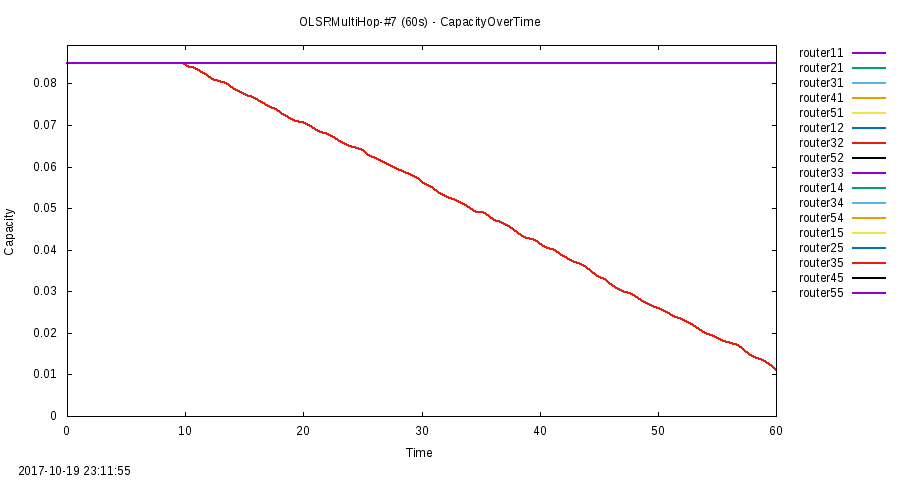 OLSRMultiHop-#7 (60s) - CapacityOverTime
Capacity
0.08
0.07
0.06
0.05
0.04
0.03
0.02
0.01
0
0 10 20 30 40 50 60
Time
router11
router21
router31
router41
router51
router12
router32
router52
router33
router14
router34
router54
router15
router25
router35
router45
router55
2017-10-19 23:11:55